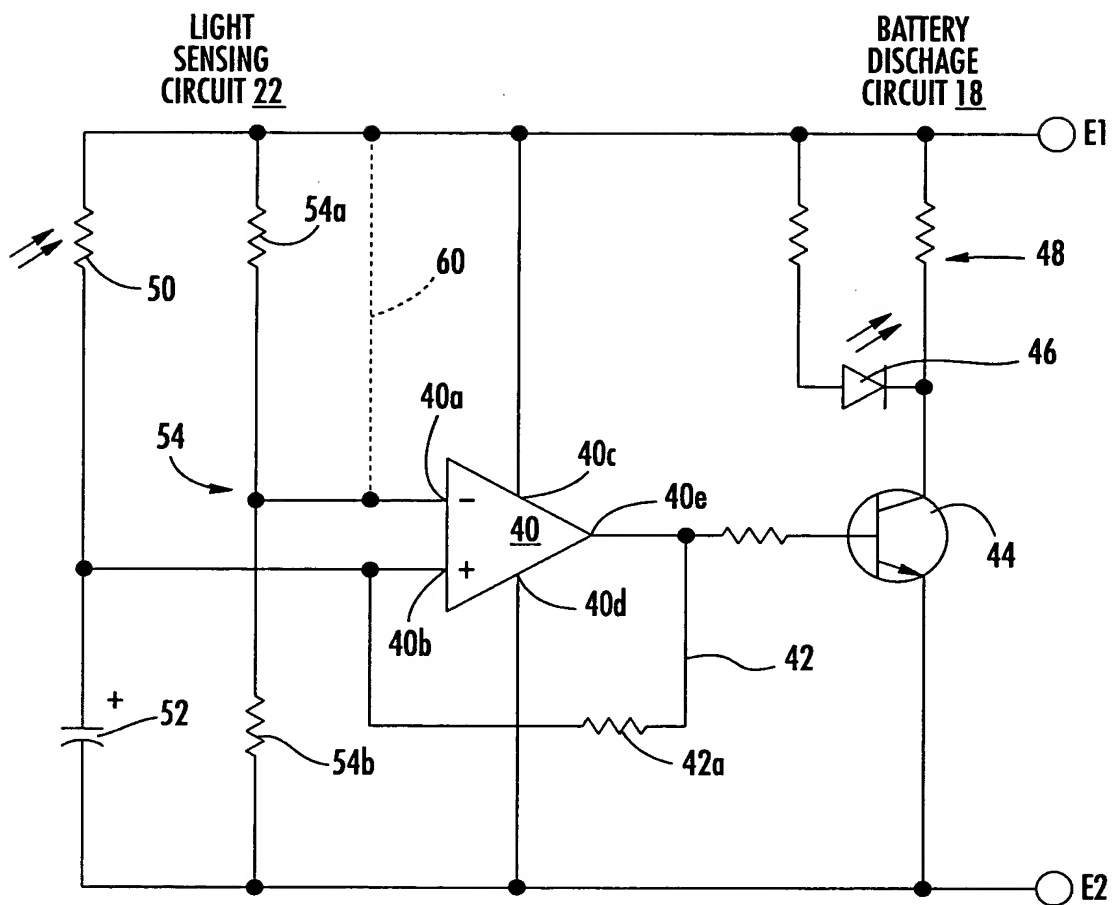 LIGHT
SENSING
CIRCUIT 22
BATTERY
DISCHAGE
CIRCUIT 18
E1
54a
50
60
48
46
40a
54
40c
40e
-
40
44
+
40d
40b
42
+
52
54b
42a
E2